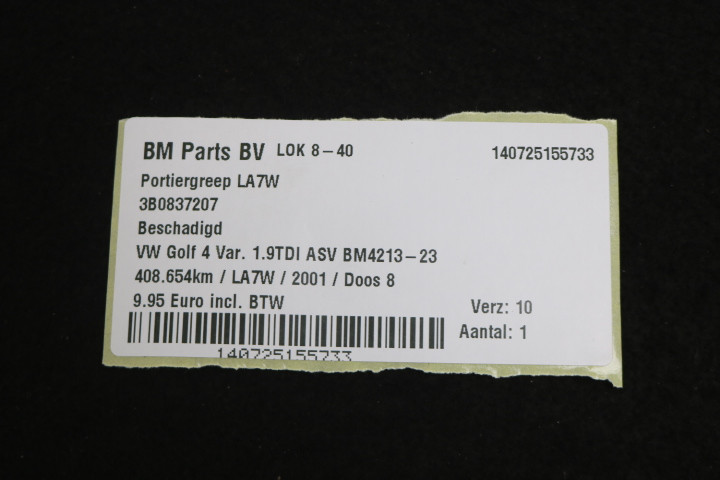 BM Parts BV LOK 8-40 140725155733
Portiergreep LA7W
3B0837207
Beschadigd
VW Golf 4 Var. 1.9TDI ASV BM4213-23
408.654km / LA7W / 2001 / Doos 8
9.95 Euro incl. BTW Verz: 10
Aantal: 1
140725155733